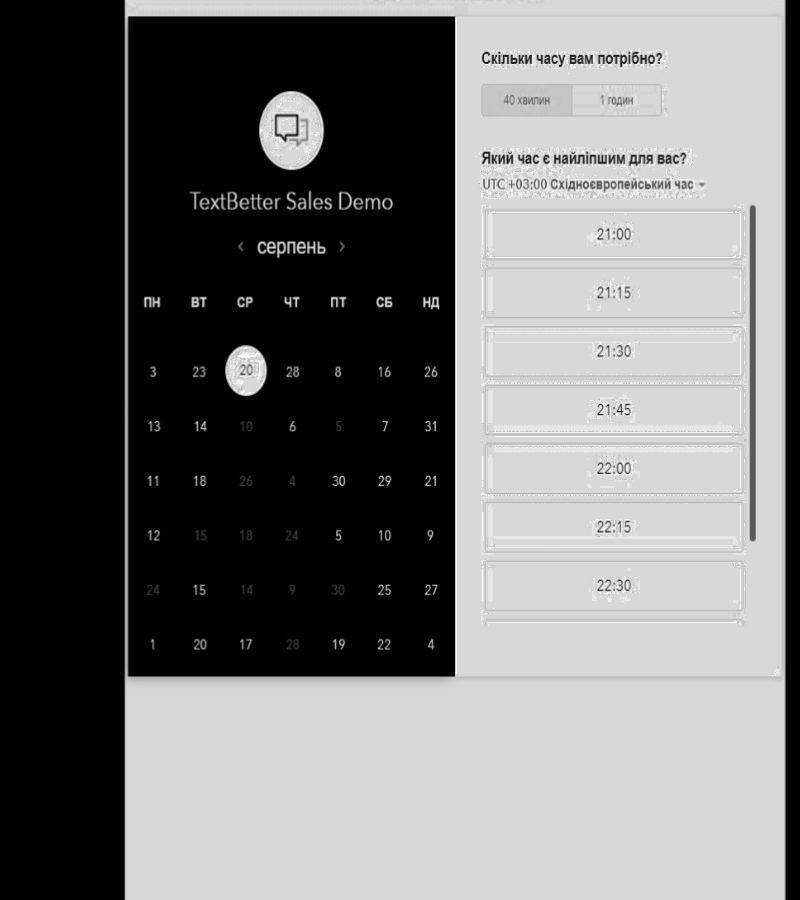 TextBetter Sales Demo
‹ серпень ›
ПН ВТ СР ЧТ ПТ СБ НД
3 23 20 28 8 16 26
13 14 10 6 5 7 31
11 18 26 4 30 29 21
12 15 18 24 5 10 9
24 15 14 9 30 25 27
1 20 17 28 19 22 4
Скільки часу вам потрібно?
40 хвилин 1 годин
Який час є найліпшим для вас?
UTC +03:00 Східноєвропейський час
21:00
21:15
21:30
21:45
22:00
22:15
22:30